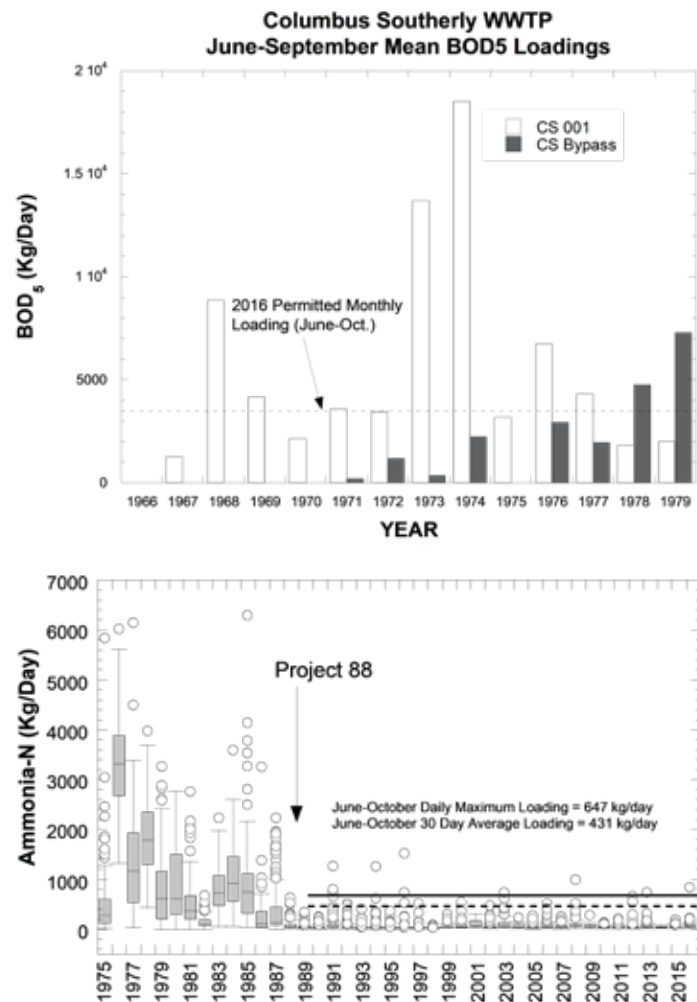 Columbus Southerly WWTP
June-September Mean BOD5 Loadings
2 10⁴
1.5 10⁴
1 10⁴
5000
0
BOD₅ (Kg/Day)
CS 001
CS Bypass
2016 Permitted Monthly
Loading (June-Oct.)
1966 1967 1968 1969 1970 1971 1972 1973 1974 1975 1976 1977 1978 1979
YEAR
7000
6000
5000
4000
3000
2000
1000
0
Ammonia-N (Kg/Day)
Project 88
June-October Daily Maximum Loading = 647 kg/day
June-October 30 Day Average Loading = 431 kg/day
1975 1977 1979 1981 1983 1985 1987 1989 1991 1993 1995 1997 1999 2001 2003 2005 2007 2009 2011 2013 2015